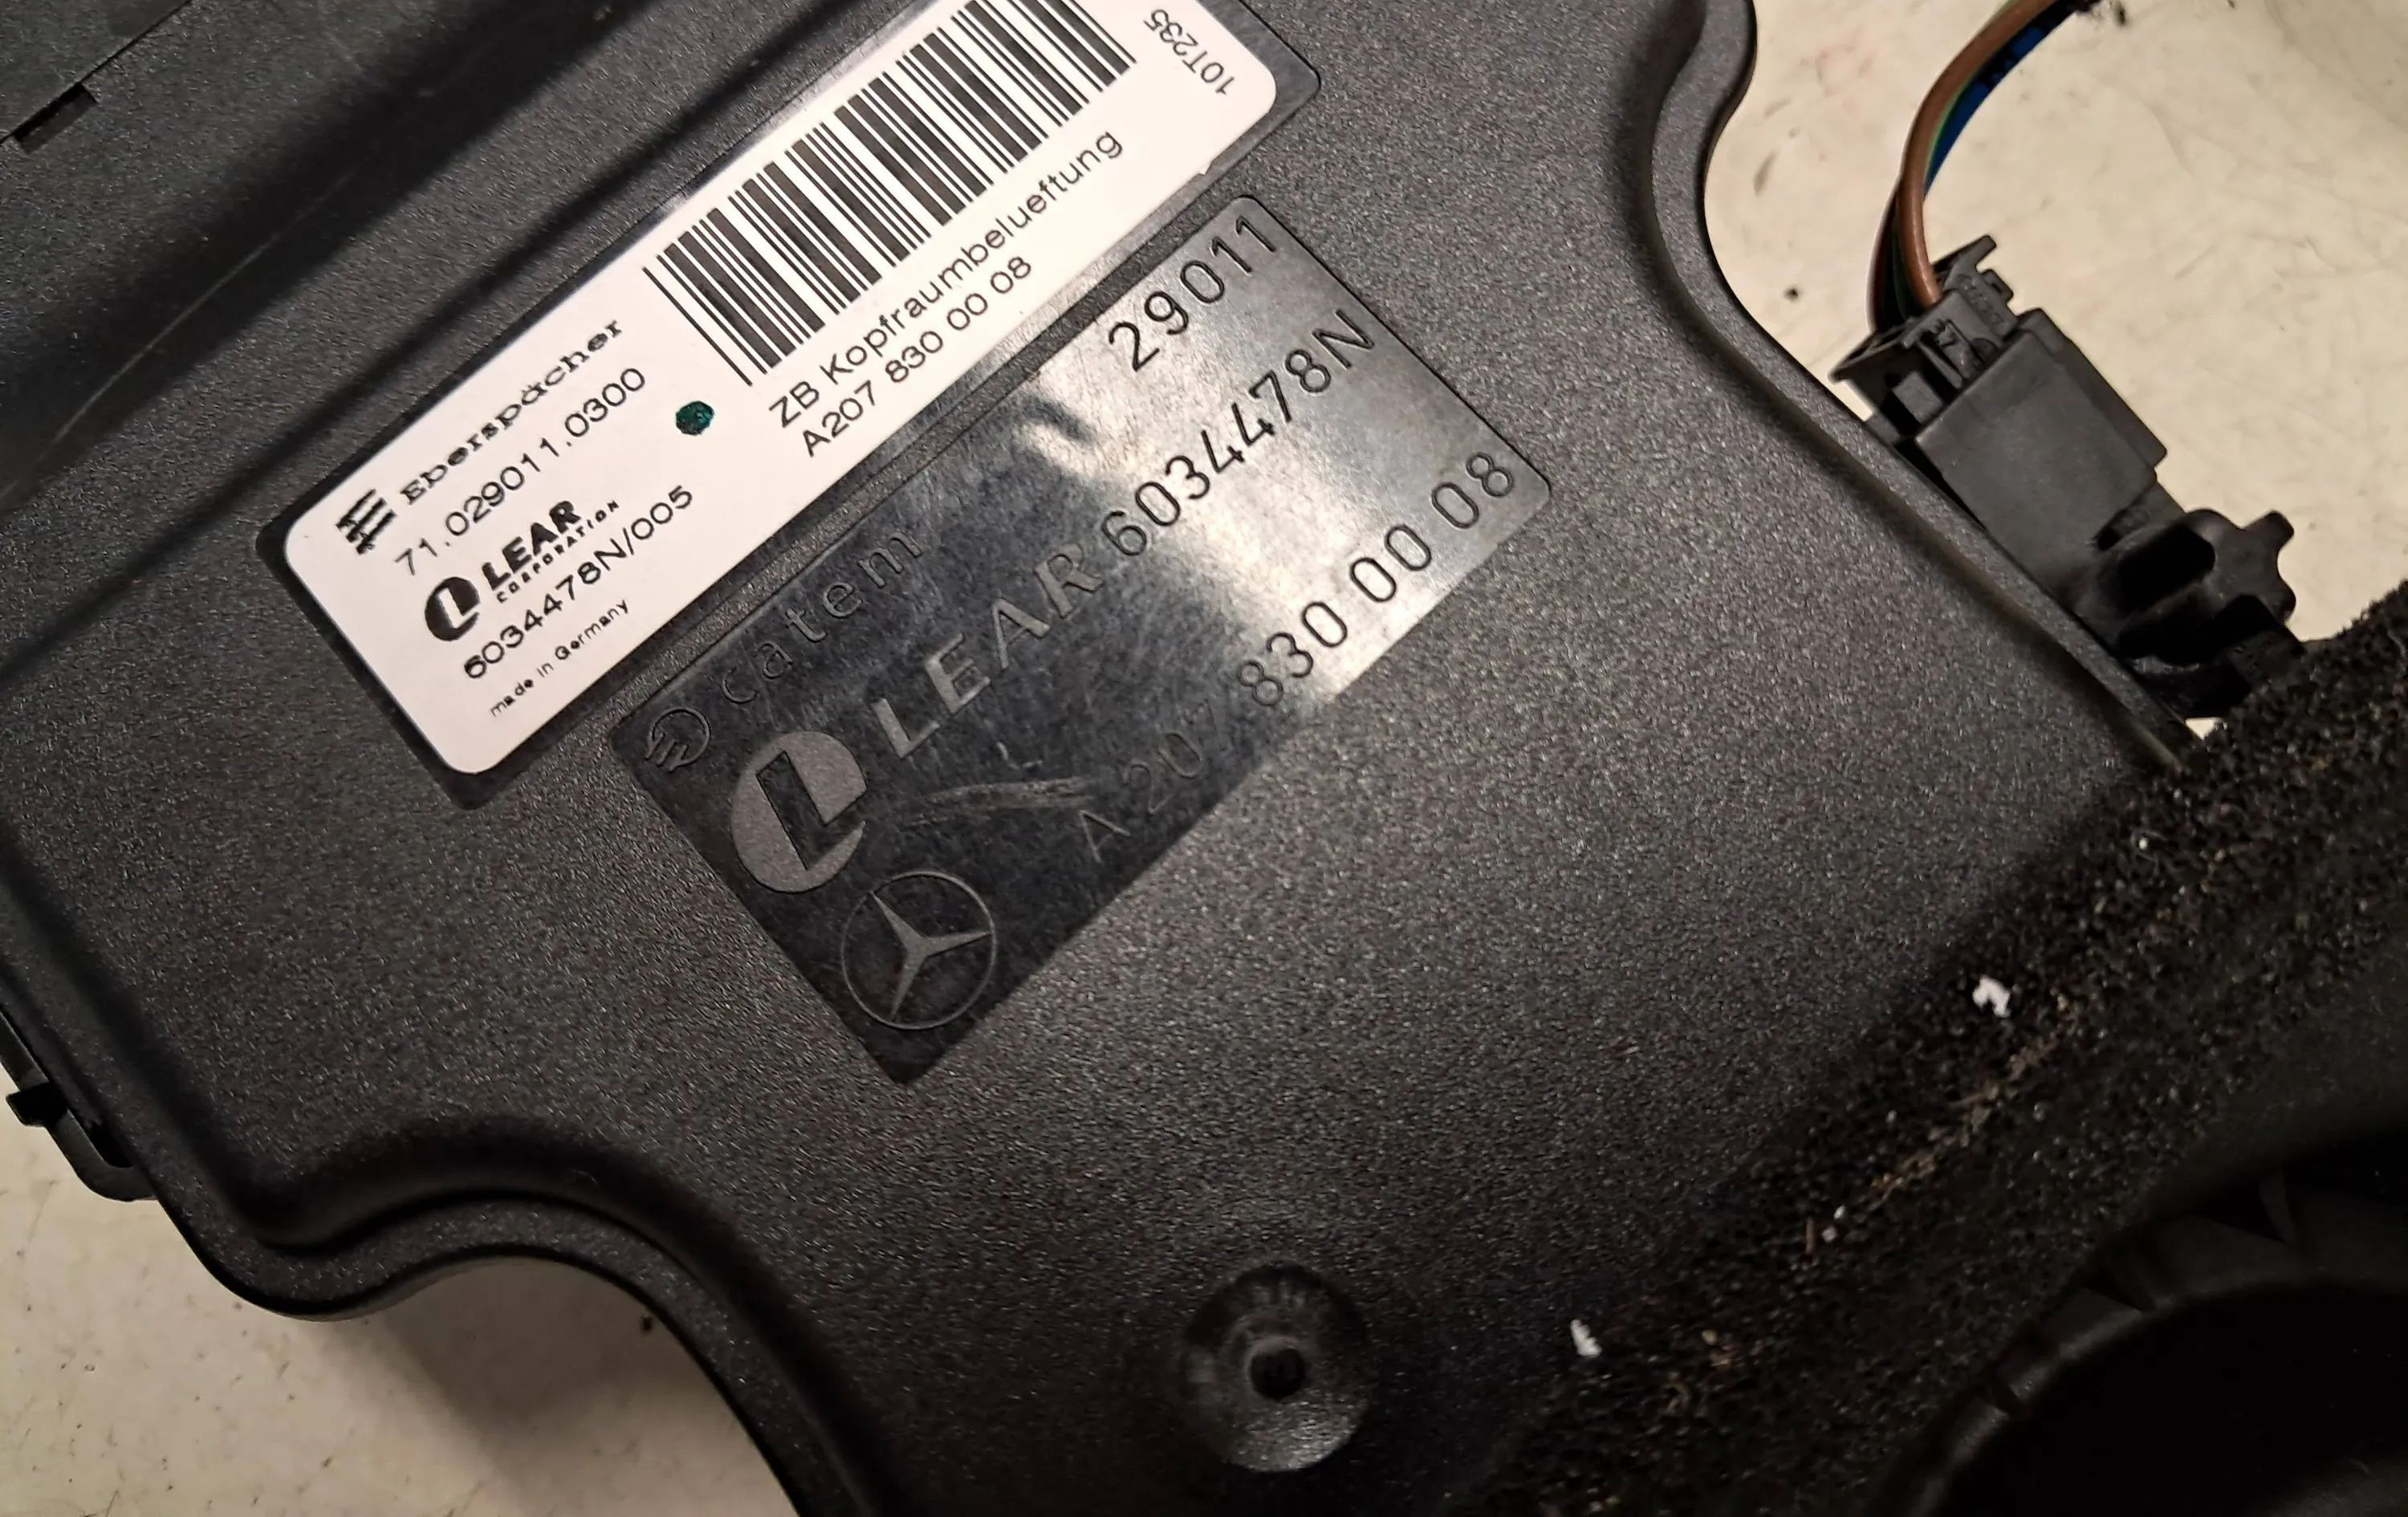 Eberspächer
71.029011.0300
LEAR
CORPORATION
6034478N/005
made in Germany
10T235
ZB Kopfraumbelueftung
A207 830 00 08
catem 29011
LEAR 6034478N
A 207 830 00 08